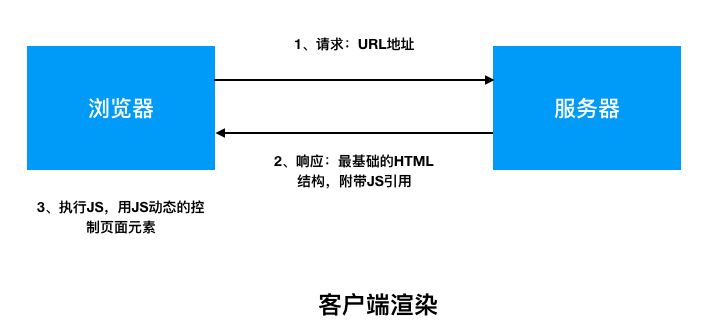 1、请求：URL地址
浏览器
服务器
2、响应：最基础的HTML
结构，附带JS引用
3、执行JS，用JS动态的控
制页面元素
客户端渲染